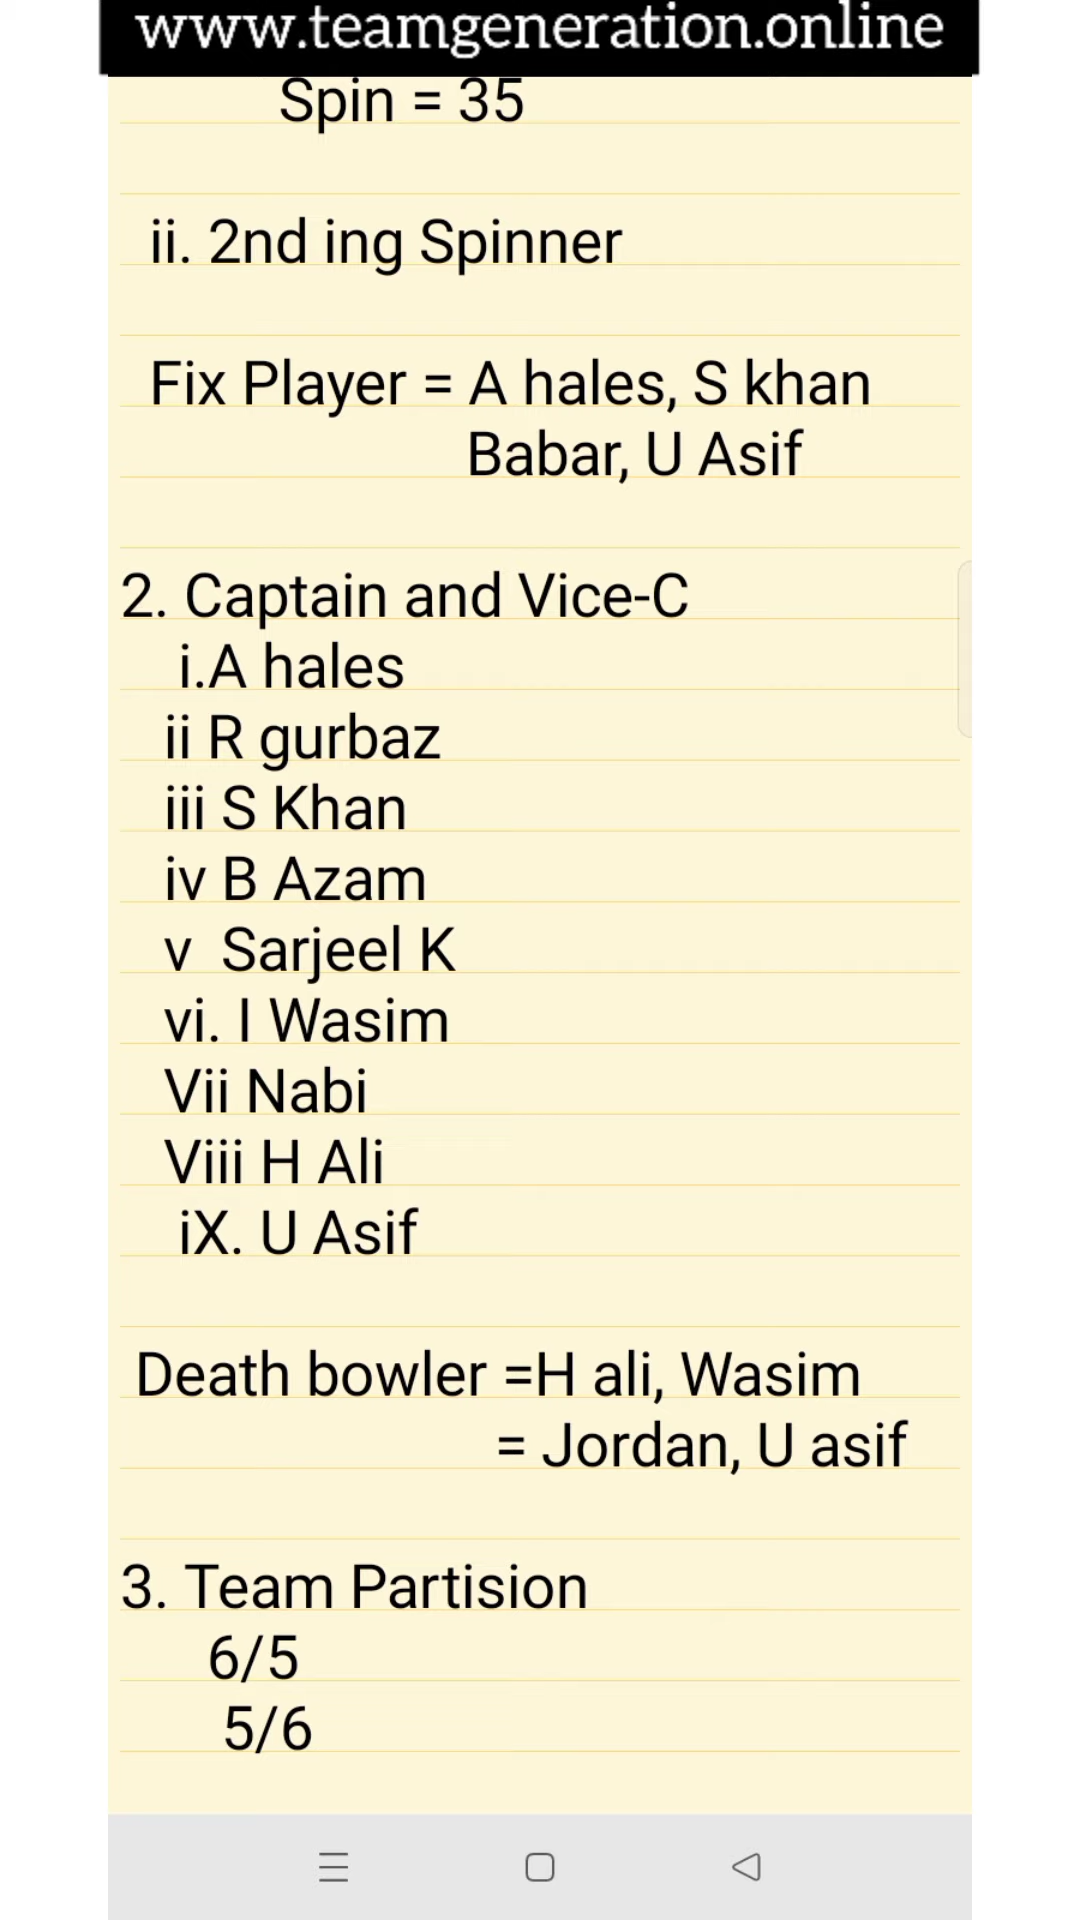 www.teamgeneration.online
Spin = 35
ii. 2nd ing Spinner
Fix Player = A hales, S khan
Babar, U Asif
2. Captain and Vice-C
i.A hales
ii R gurbaz
iii S Khan
iv B Azam
v  Sarjeel K
vi. I Wasim
Vii Nabi
Viii H Ali
iX. U Asif
Death bowler =H ali, Wasim
= Jordan, U asif
3. Team Partision
6/5
5/6